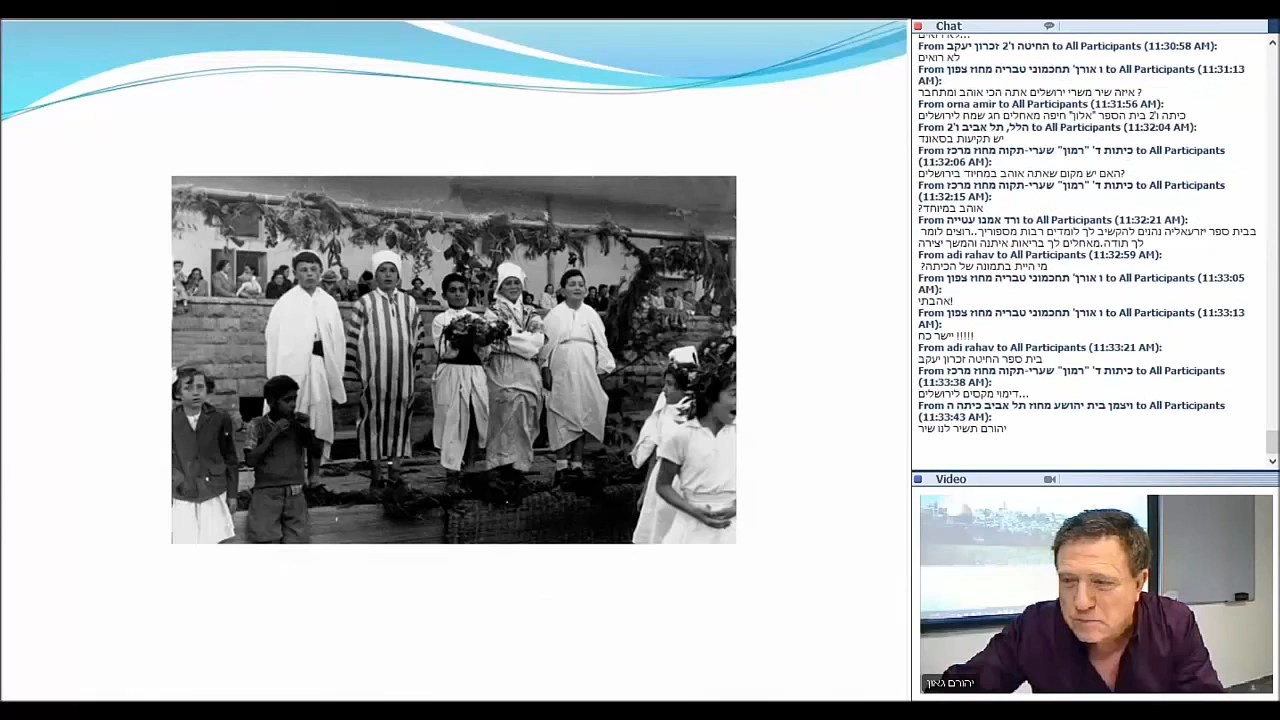 Chat
לא רואים...
From החיטה ו'2 זכרון יעקב to All Participants (11:30:58 AM):
לא רואים
From ו אורן' תחכמוני טבריה מחוז צפון to All Participants (11:31:13
AM):
איזה שיר משרי ירושלים אתה הכי אוהב ומתחבר ?
From orna amir to All Participants (11:31:56 AM):
כיתה ו'2 בית הספר "אלון" חיפה מאחלים חג שמח לירושלים
From הלל, תל אביב ו'2 to All Participants (11:32:04 AM):
יש תקיעות בסאונד
From כיתות ד' "רמון" שערי-תקוה מחוז מרכז to All Participants
(11:32:06 AM):
האם יש מקום שאתה אוהב במחיוד בירושלים?
From כיתות ד' "רמון" שערי-תקוה מחוז מרכז to All Participants
(11:32:15 AM):
אוהב במיוחד?
From ורד אמנו עטייה to All Participants (11:32:21 AM):
בבית ספר יזרעאליה נהנים להקשיב לך לומדים רבות מסיפוריך..רוצים לומר
לך תודה.מאחלים לך בריאות איתנה והמשך יצירה
From adi rahav to All Participants (11:32:59 AM):
מי היית בתמונה של הכיתה?
From ו אורן' תחכמוני טבריה מחוז צפון to All Participants (11:33:05
AM):
אהבתי!
From ו אורן' תחכמוני טבריה מחוז צפון to All Participants (11:33:13
AM):
יישר כח !!!!!
From adi rahav to All Participants (11:33:21 AM):
בית ספר החיטה זכרון יעקב
From כיתות ד' "רמון" שערי-תקוה מחוז מרכז to All Participants
(11:33:38 AM):
דימוי מקסים לירושלים...
From ויצמן בית יהושע מחוז תל אביב כיתה ה to All Participants
(11:33:43 AM):
יהורם תשיר לנו שיר
Video
יהורם גאון